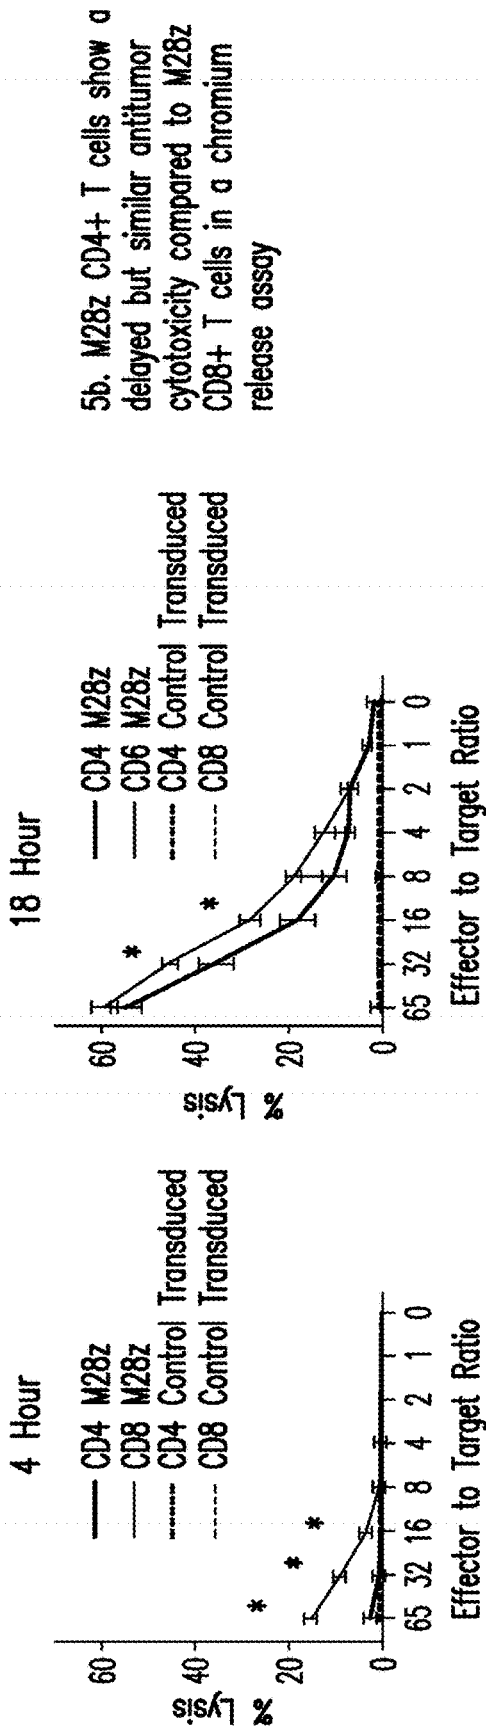 4 Hour
CD4 M28z
CD8 M28z
CD4 Control Transduced
CD8 Control Transduced
% Lysis
60
40
20
0
* * *
65 32 16 8 4 2 1 0
Effector to Target Ratio
18 Hour
CD4 M28z
CD6 M28z
CD4 Control Transduced
CD8 Control Transduced
% Lysis
60
40
20
0
* *
65 32 16 8 4 2 1 0
Effector to Target Ratio
5b. M28z CD4+ T cells show a
delayed but similar antitumor
cytotoxicity compared to M28z
CD8+ T cells in a chromium
release assay